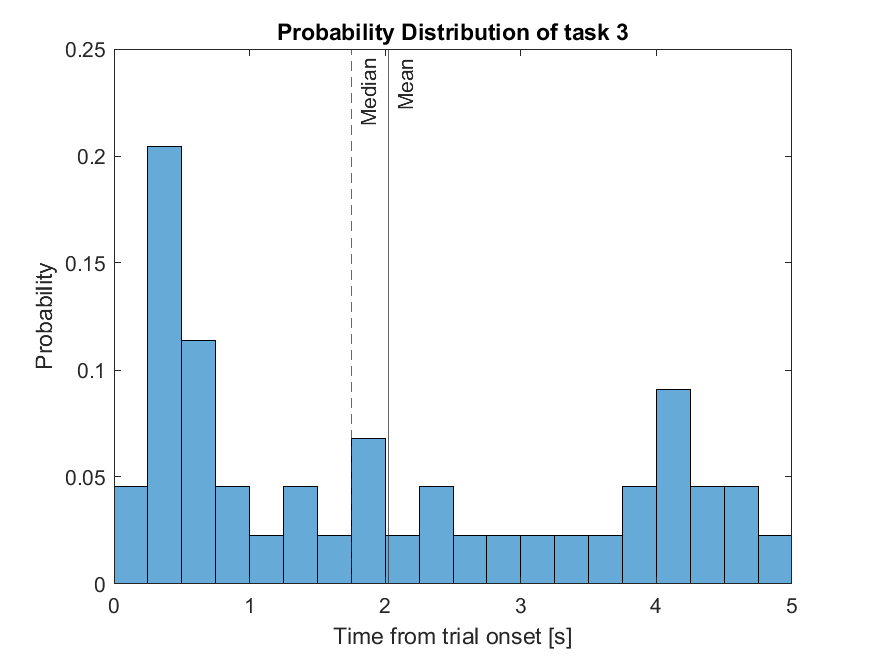 Probability Distribution of task 3
0.25
0.2
0.15
0.1
0.05
0
Probability
Median
Mean
0 1 2 3 4 5
Time from trial onset [s]